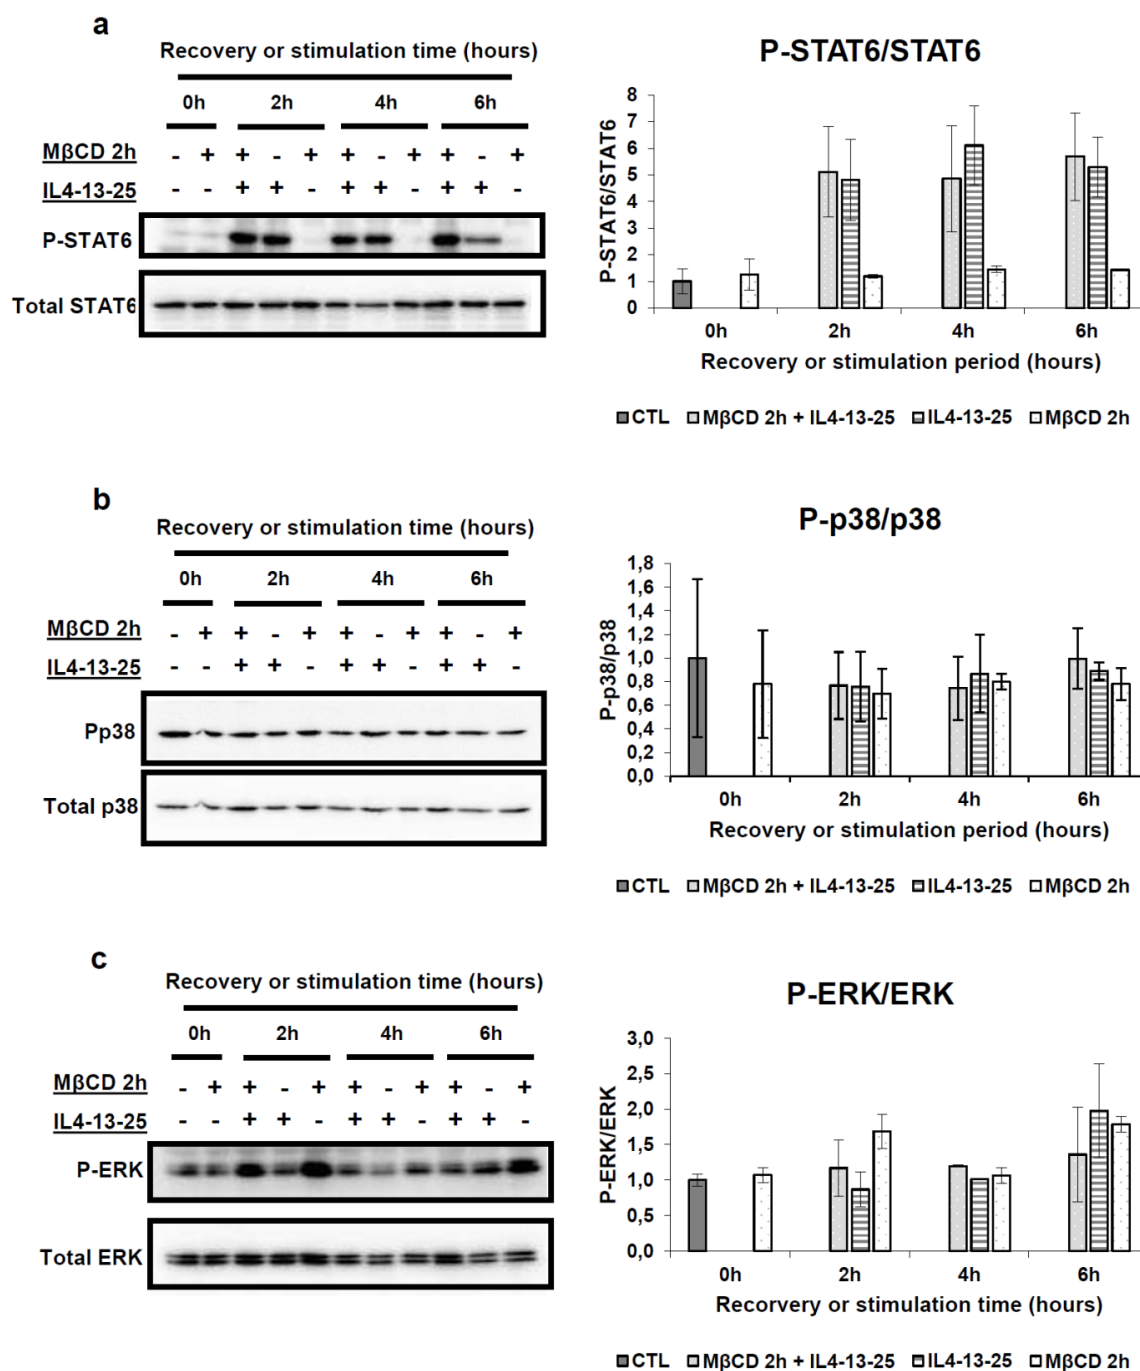 a
Recovery or stimulation time (hours)
0h 2h 4h 6h
MβCD 2h - + + - + + - + + - +
IL4-13-25 - - + + - + + - + + -
P-STAT6
Total STAT6
P-STAT6/STAT6
P-STAT6/STAT6
8
7
6
5
4
3
2
1
0
0h 2h 4h 6h
Recovery or stimulation period (hours)
CTL MβCD 2h + IL4-13-25 IL4-13-25 MβCD 2h
b
Recovery or stimulation time (hours)
0h 2h 4h 6h
MβCD 2h - + + - + + - + + - +
IL4-13-25 - - + + - + + - + + -
Pp38
Total p38
P-p38/p38
P-p38/p38
1,8
1,6
1,4
1,2
1,0
0,8
0,6
0,4
0,2
0,0
0h 2h 4h 6h
Recovery or stimulation period (hours)
CTL MβCD 2h + IL4-13-25 IL4-13-25 MβCD 2h
c
Recovery or stimulation time (hours)
0h 2h 4h 6h
MβCD 2h - + + - + + - + + - +
IL4-13-25 - - + + - + + - + + -
P-ERK
Total ERK
P-ERK/ERK
P-ERK/ERK
3,0
2,5
2,0
1,5
1,0
0,5
0,0
0h 2h 4h 6h
Recorvery or stimulation time (hours)
CTL MβCD 2h + IL4-13-25 IL4-13-25 MβCD 2h